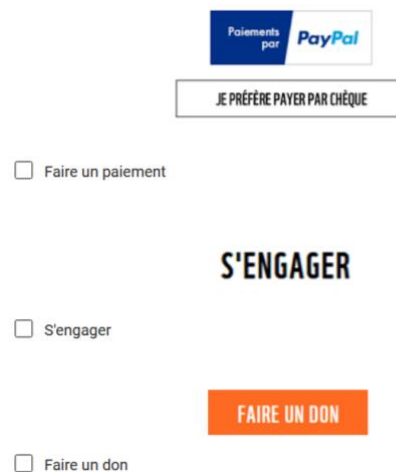 Paiements
par PayPal
JE PRÉFÈRE PAYER PAR CHÈQUE
Faire un paiement
S'ENGAGER
S'engager
FAIRE UN DON
Faire un don